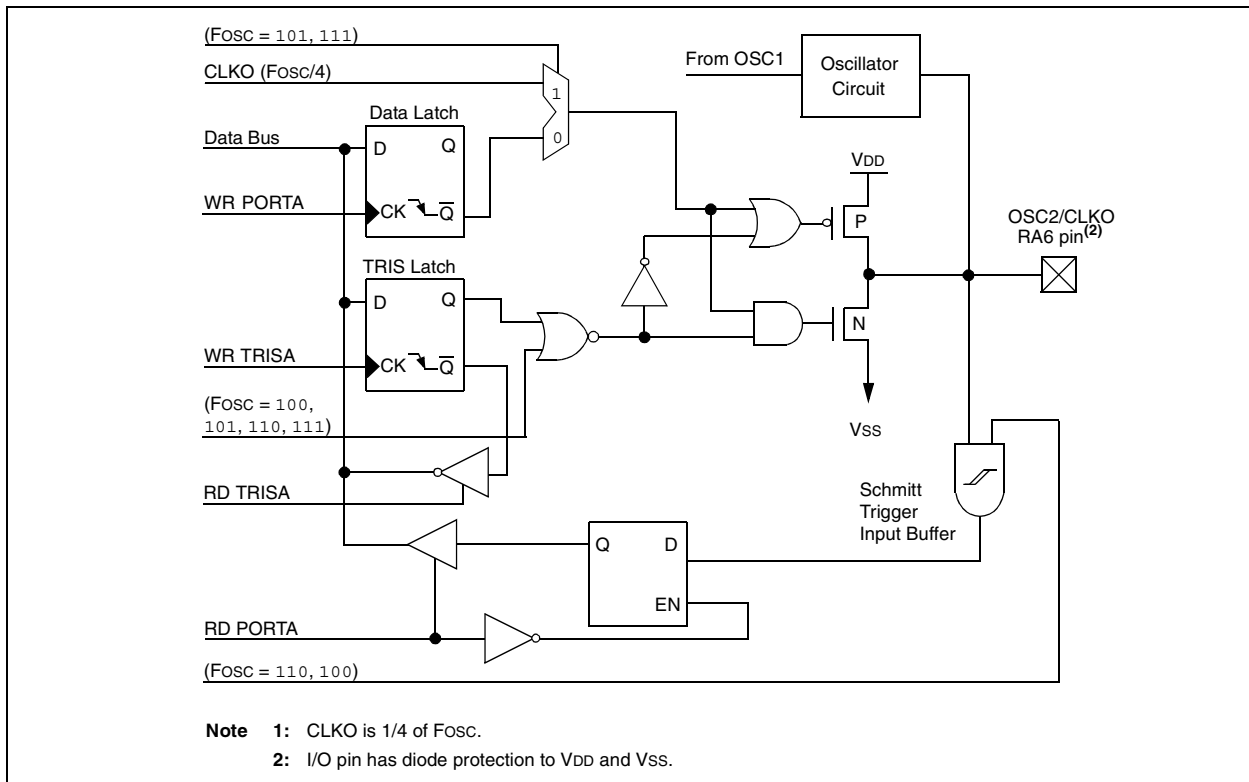 (FOSC = 101, 111)
CLKO (FOSC/4)
From OSC1
Oscillator
Circuit
1
0
Data Latch
Data Bus
D
Q
VDD
WR PORTA
CK
Q
P
OSC2/CLKO
RA6 pin(2)
TRIS Latch
D
Q
N
WR TRISA
CK
Q
(FOSC = 100,
101, 110, 111)
VSS
RD TRISA
Schmitt
Trigger
Input Buffer
Q
D
EN
RD PORTA
(FOSC = 110, 100)
Note 1: CLKO is 1/4 of FOSC.
2: I/O pin has diode protection to VDD and VSS.